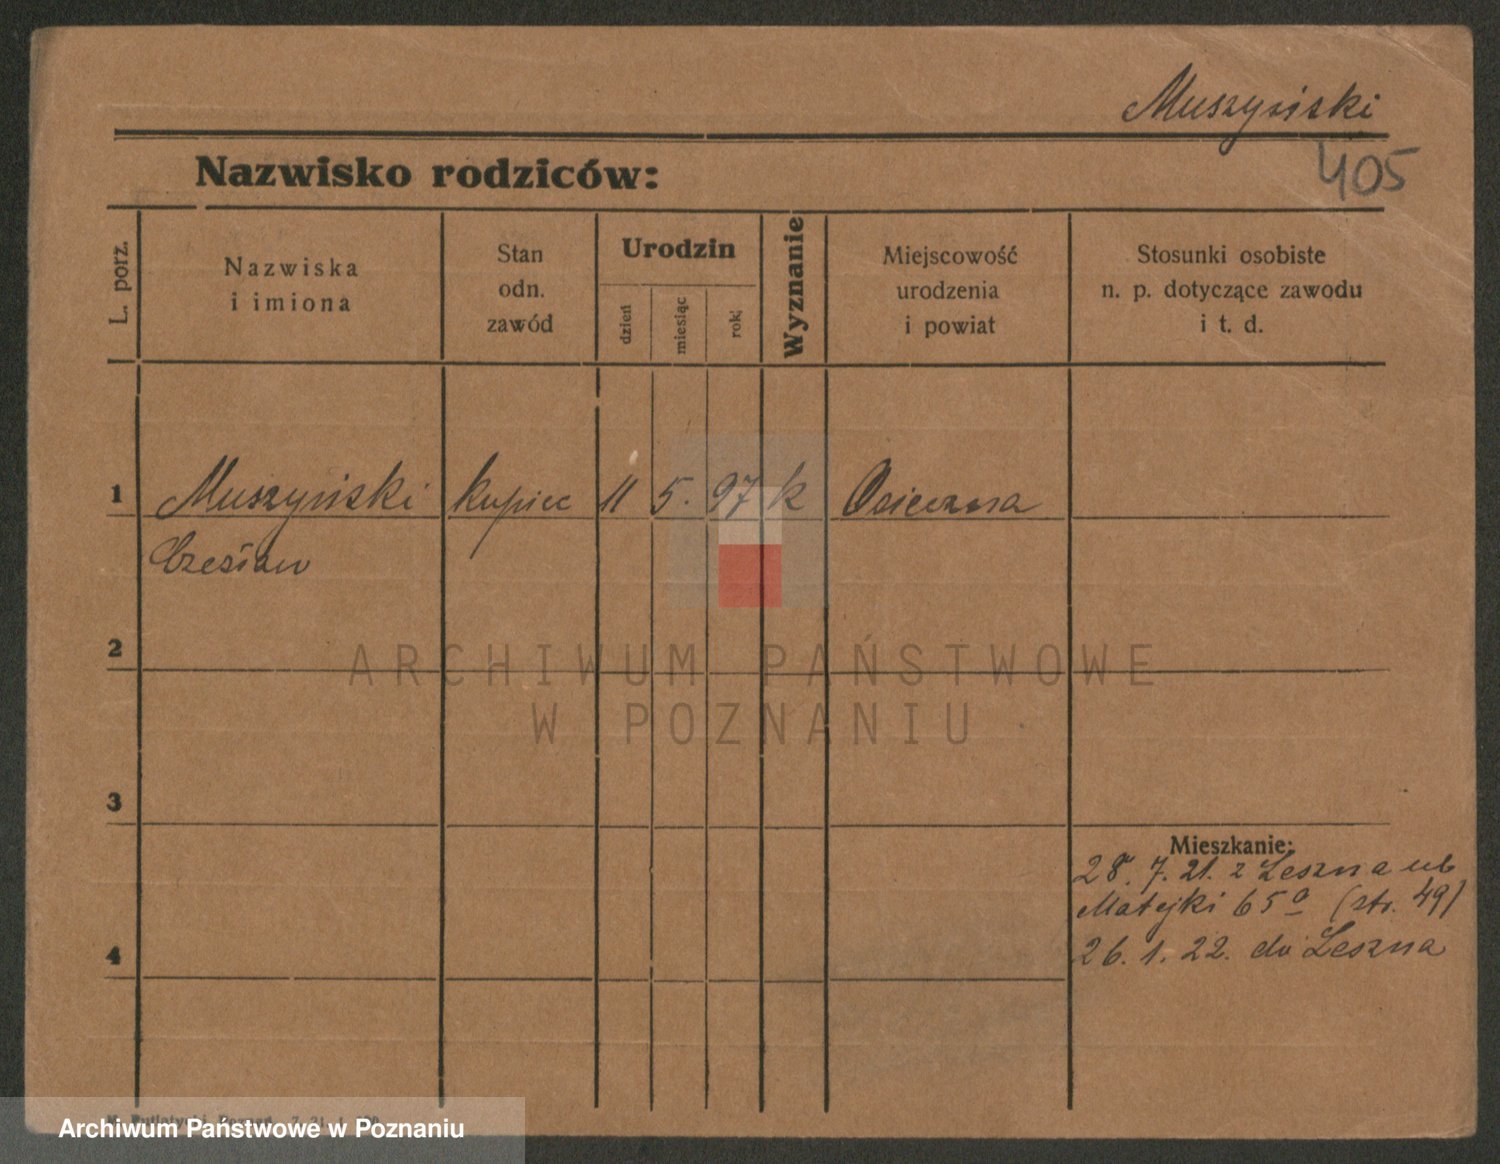 Muszyński
405
Nazwisko rodziców:
L. porz.
Nazwiska
i imiona
Stan
odn.
zawód
Urodzin
dzień
miesiąc
rok
Wyznanie
Miejscowość
urodzenia
i powiat
Stosunki osobiste
n. p. dotyczące zawodu
i t. d.
1 Muszyński kupiec 11 5. 97 k Osieczna
Czesław
2
ARCHIWUM PAŃSTWOWE
W POZNANIU
3
Mieszkanie:
28. 7. 21. z Leszna ul
Matejki 65a (str. 49)
4
26. 1. 22. do Leszna
Archiwum Państwowe w Poznaniu